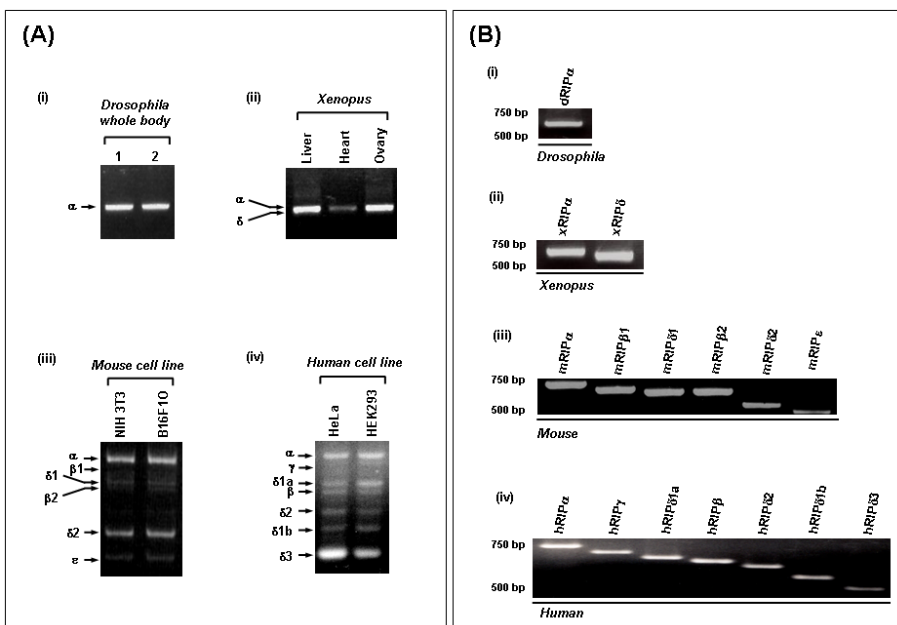 (A)
(i)
Drosophila
whole body
1 2
α
(ii)
Xenopus
Liver Heart Ovary
α
δ
(iii)
Mouse cell line
NIH 3T3 B16F10
α
β1
δ1
β2
δ2
ε
(iv)
Human cell line
HeLa HEK293
α
γ
δ1a
β
δ2
δ1b
δ3
(B)
(i)
dRIPα
750 bp
500 bp
Drosophila
(ii)
xRIPα xRIPδ
750 bp
500 bp
Xenopus
(iii)
mRIPα mRIPβ1 mRIPδ1 mRIPβ2 mRIPδ2 mRIPε
750 bp
500 bp
Mouse
(iv)
hRIPα hRIPγ hRIPδ1a hRIPβ hRIPδ2 hRIPδ1b hRIPδ3
750 bp
500 bp
Human